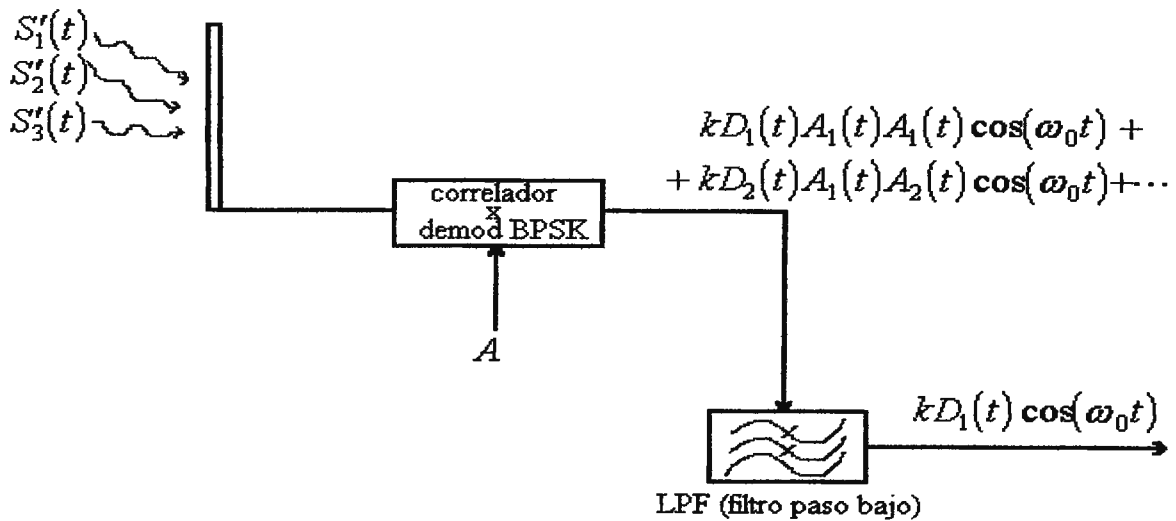 S′₁(t)
S′₂(t)
S′₃(t)
kD₁(t)A₁(t)A₁(t)cos(ω₀t) +
+ kD₂(t)A₁(t)A₂(t)cos(ω₀t)+···
correlador
x
demod BPSK
A
kD₁(t)cos(ω₀t)
LPF (filtro paso bajo)